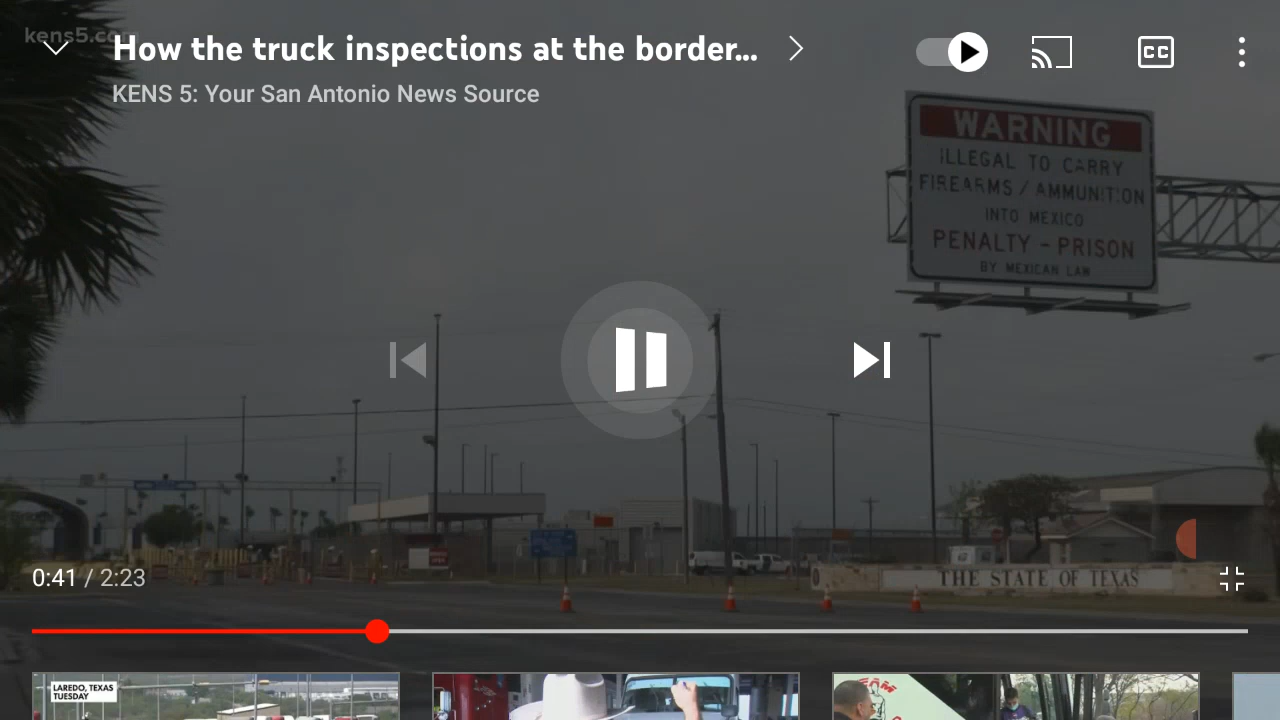 kens5.com
How the truck inspections at the border...
KENS 5: Your San Antonio News Source
CC
WARNING
ILLEGAL TO CARRY
FIREARMS / AMMUNITION
INTO MEXICO
PENALTY - PRISON
BY MEXICAN LAW
THE STATE OF TEXAS
0:41 / 2:23
LAREDO, TEXAS
TUESDAY